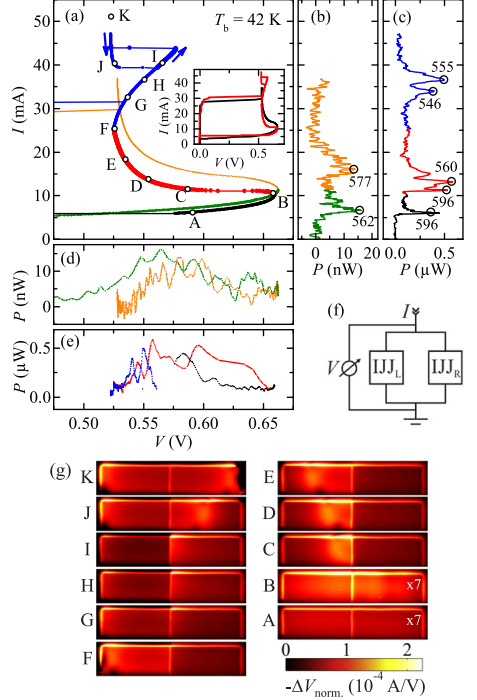 (a)
K
T_b = 42 K
(b)
(c)
50
40
30
20
10
0
I (mA)
J
I
H
G
F
E
D
C
B
A
40
20
0
I (mA)
0
0.5
V (V)
577
562
0
15
P (nW)
555
546
560
596
596
0.0
0.5
P (µW)
(d)
10
0
P (nW)
(e)
0.5
0.0
P (µW)
0.50
0.55
0.60
0.65
V (V)
(f)
I
V
IJJ_L
IJJ_R
(g)
K
J
I
H
G
F
E
D
C
B
x7
A
x7
0
1
2
-ΔV_norm. (10^-4 A/V)